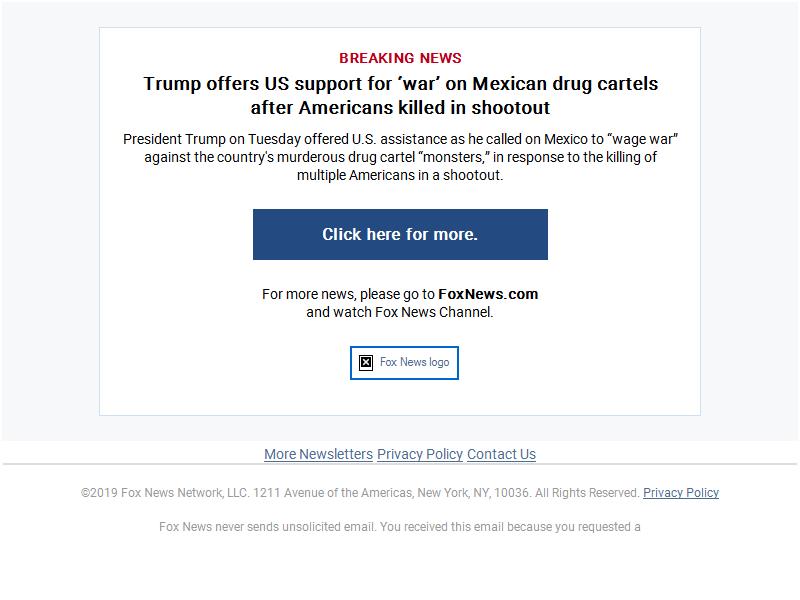 BREAKING NEWS
Trump offers US support for ‘war’ on Mexican drug cartels
after Americans killed in shootout
President Trump on Tuesday offered U.S. assistance as he called on Mexico to “wage war”
against the country's murderous drug cartel “monsters,” in response to the killing of
multiple Americans in a shootout.
Click here for more.
For more news, please go to FoxNews.com
and watch Fox News Channel.
Fox News logo
More Newsletters Privacy Policy Contact Us
©2019 Fox News Network, LLC. 1211 Avenue of the Americas, New York, NY, 10036. All Rights Reserved. Privacy Policy
Fox News never sends unsolicited email. You received this email because you requested a